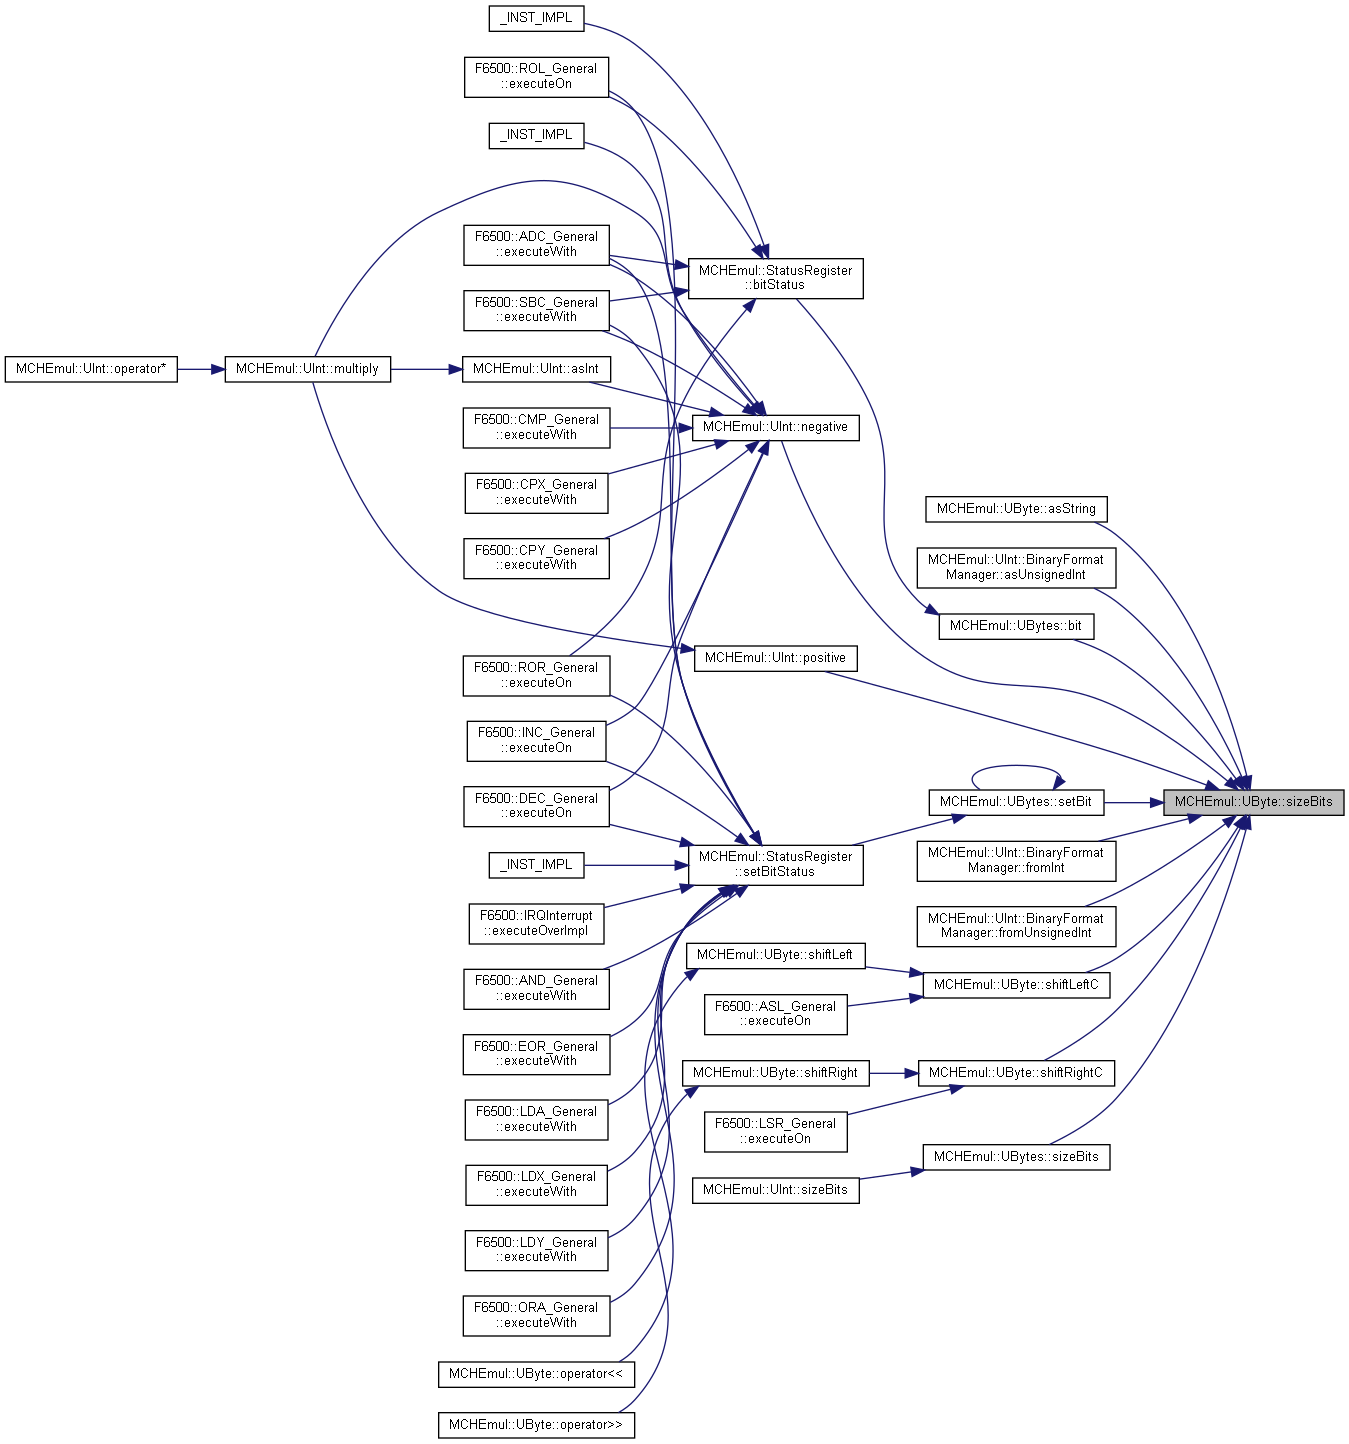 _INST_IMPL
F6500::ROL_General
::executeOn
_INST_IMPL
F6500::ADC_General
::executeWith
MCHEmul::StatusRegister
::bitStatus
F6500::SBC_General
::executeWith
MCHEmul::UInt::operator*
MCHEmul::UInt::multiply
MCHEmul::UInt::asInt
F6500::CMP_General
::executeWith
MCHEmul::UInt::negative
F6500::CPX_General
::executeWith
MCHEmul::UByte::asString
F6500::CPY_General
::executeWith
MCHEmul::UInt::BinaryFormat
Manager::asUnsignedInt
MCHEmul::UBytes::bit
MCHEmul::UInt::positive
F6500::ROR_General
::executeOn
F6500::INC_General
::executeOn
F6500::DEC_General
::executeOn
MCHEmul::UBytes::setBit
MCHEmul::UByte::sizeBits
MCHEmul::StatusRegister
::setBitStatus
MCHEmul::UInt::BinaryFormat
Manager::fromInt
_INST_IMPL
F6500::IRQInterrupt
::executeOverImpl
MCHEmul::UInt::BinaryFormat
Manager::fromUnsignedInt
MCHEmul::UByte::shiftLeft
F6500::AND_General
::executeWith
MCHEmul::UByte::shiftLeftC
F6500::ASL_General
::executeOn
F6500::EOR_General
::executeWith
MCHEmul::UByte::shiftRight
MCHEmul::UByte::shiftRightC
F6500::LDA_General
::executeWith
F6500::LSR_General
::executeOn
MCHEmul::UBytes::sizeBits
F6500::LDX_General
::executeWith
MCHEmul::UInt::sizeBits
F6500::LDY_General
::executeWith
F6500::ORA_General
::executeWith
MCHEmul::UByte::operator<<
MCHEmul::UByte::operator>>